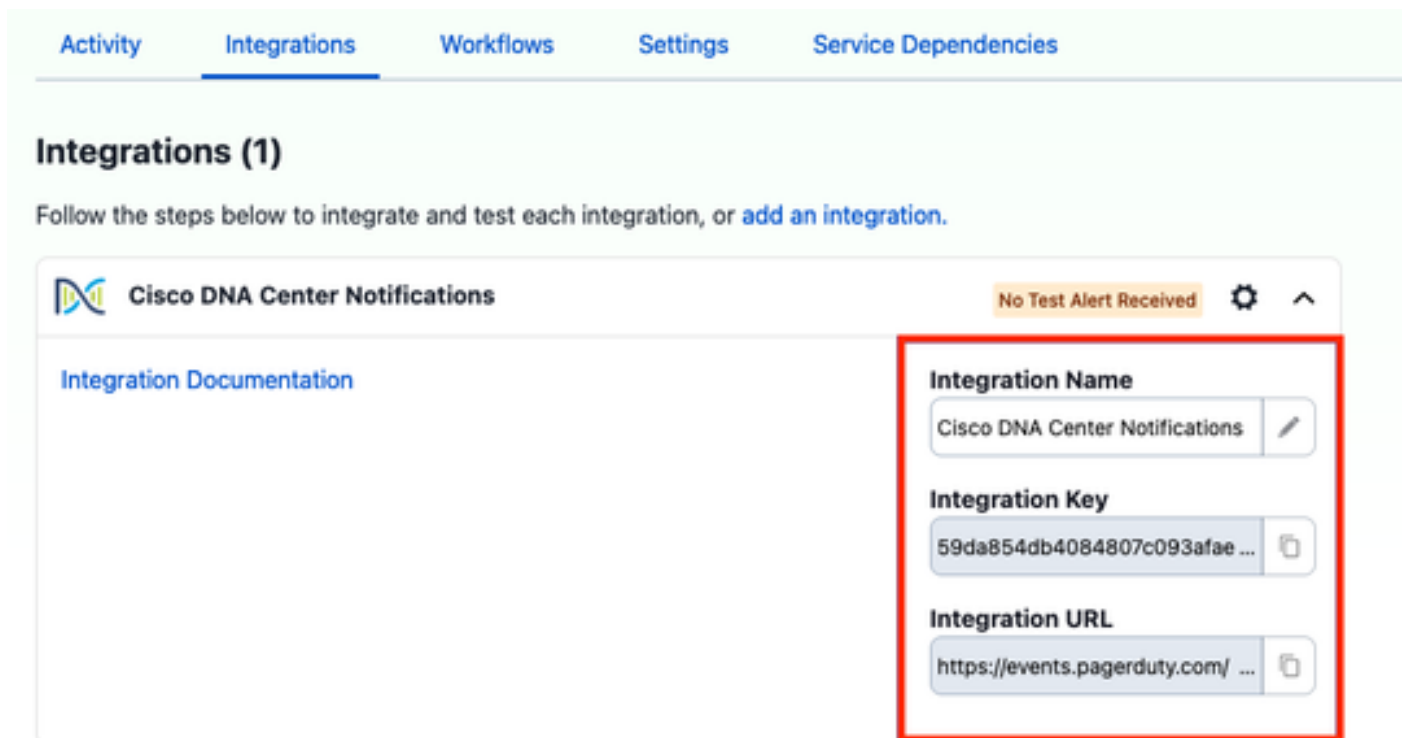 Activity Integrations Workflows Settings Service Dependencies
Integrations (1)
Follow the steps below to integrate and test each integration, or add an integration.
Cisco DNA Center Notifications No Test Alert Received
Integration Documentation
Integration Name
Cisco DNA Center Notifications
Integration Key
59da854db4084807c093afae ...
Integration URL
https://events.pagerduty.com/ ...